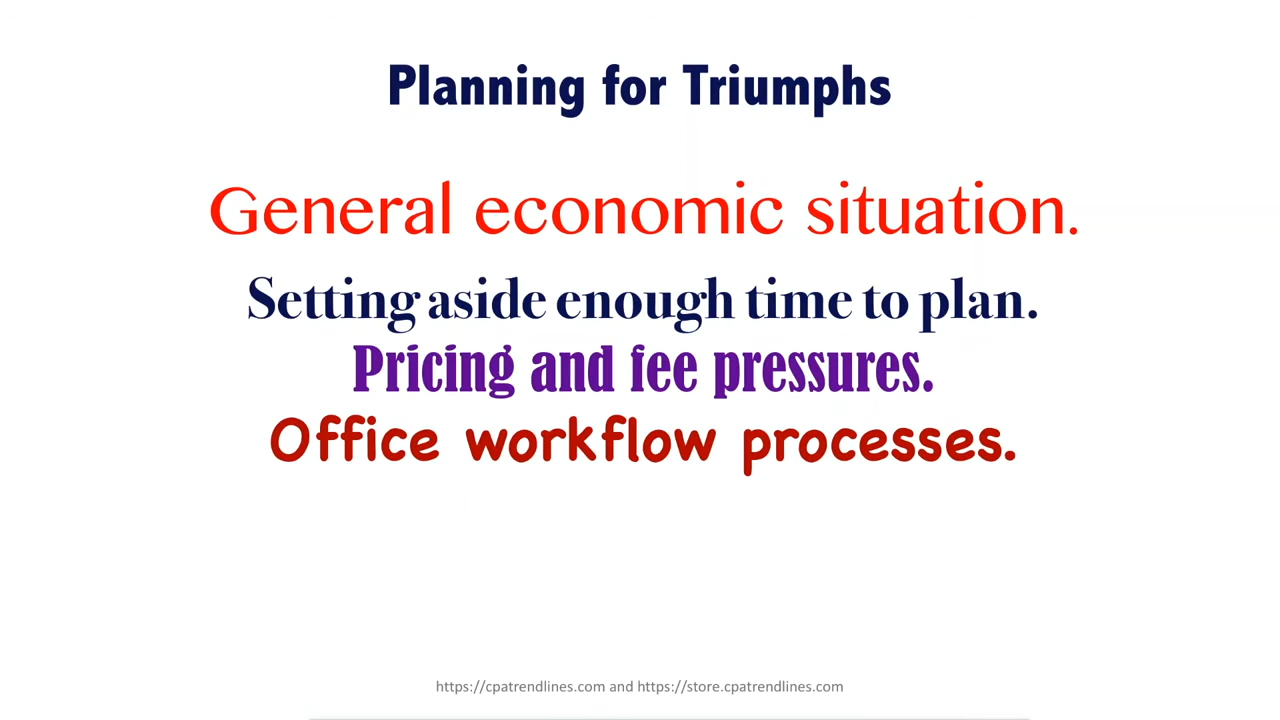 Planning for Triumphs
General economic situation.
Setting aside enough time to plan.
Pricing and fee pressures.
Office workflow processes.
https://cpatrendlines.com and https://store.cpatrendlines.com